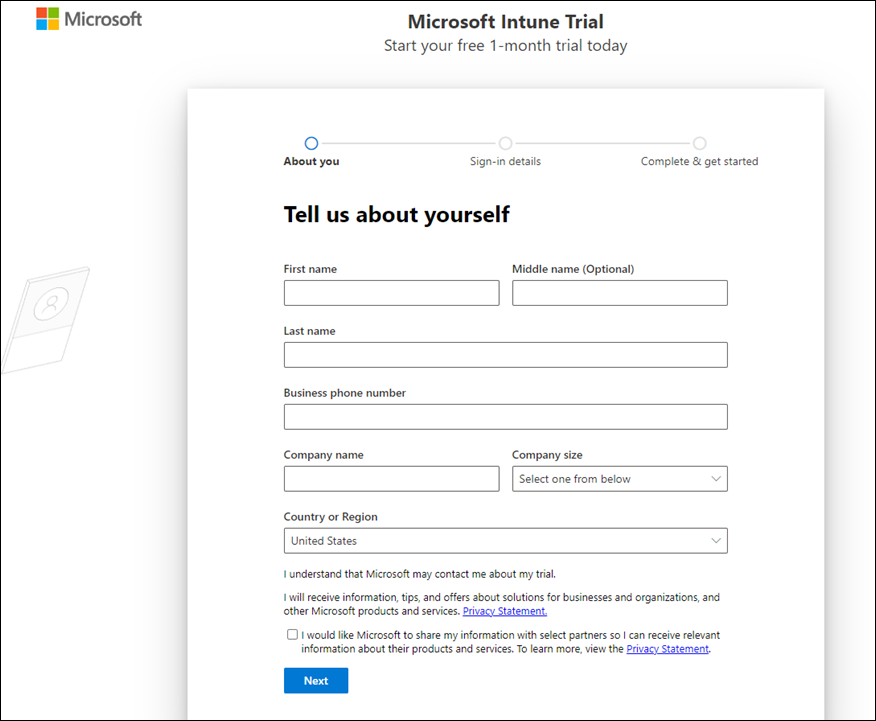 Microsoft
Microsoft Intune Trial
Start your free 1-month trial today
About you
Sign-in details
Complete & get started
Tell us about yourself
First name
Middle name (Optional)
Last name
Business phone number
Company name
Company size
Select one from below
Country or Region
United States
I understand that Microsoft may contact me about my trial.
I will receive information, tips, and offers about solutions for businesses and organizations, and
other Microsoft products and services. Privacy Statement.
I would like Microsoft to share my information with select partners so I can receive relevant
information about their products and services. To learn more, view the Privacy Statement.
Next